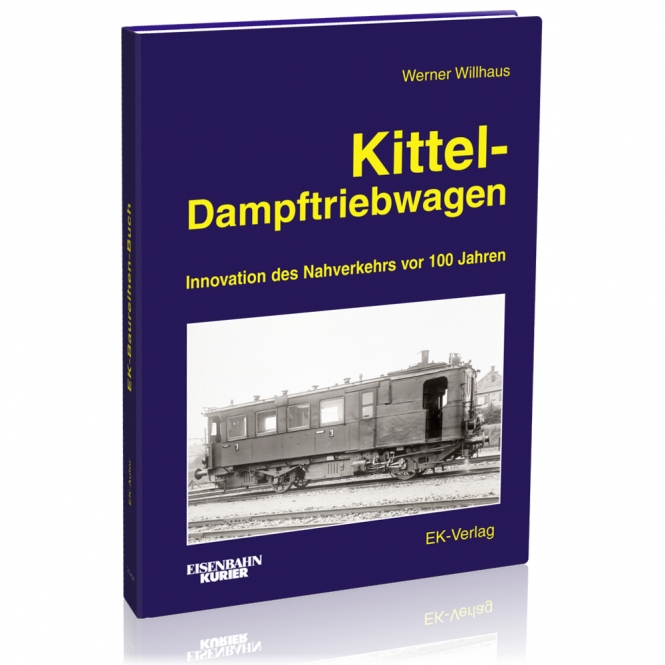 Werner Willhaus
Kittel-
Dampftriebwagen
Innovation des Nahverkehrs vor 100 Jahren
EK-Verlag
EISENBAHN
KURIER
EK-Baureihen-Buch